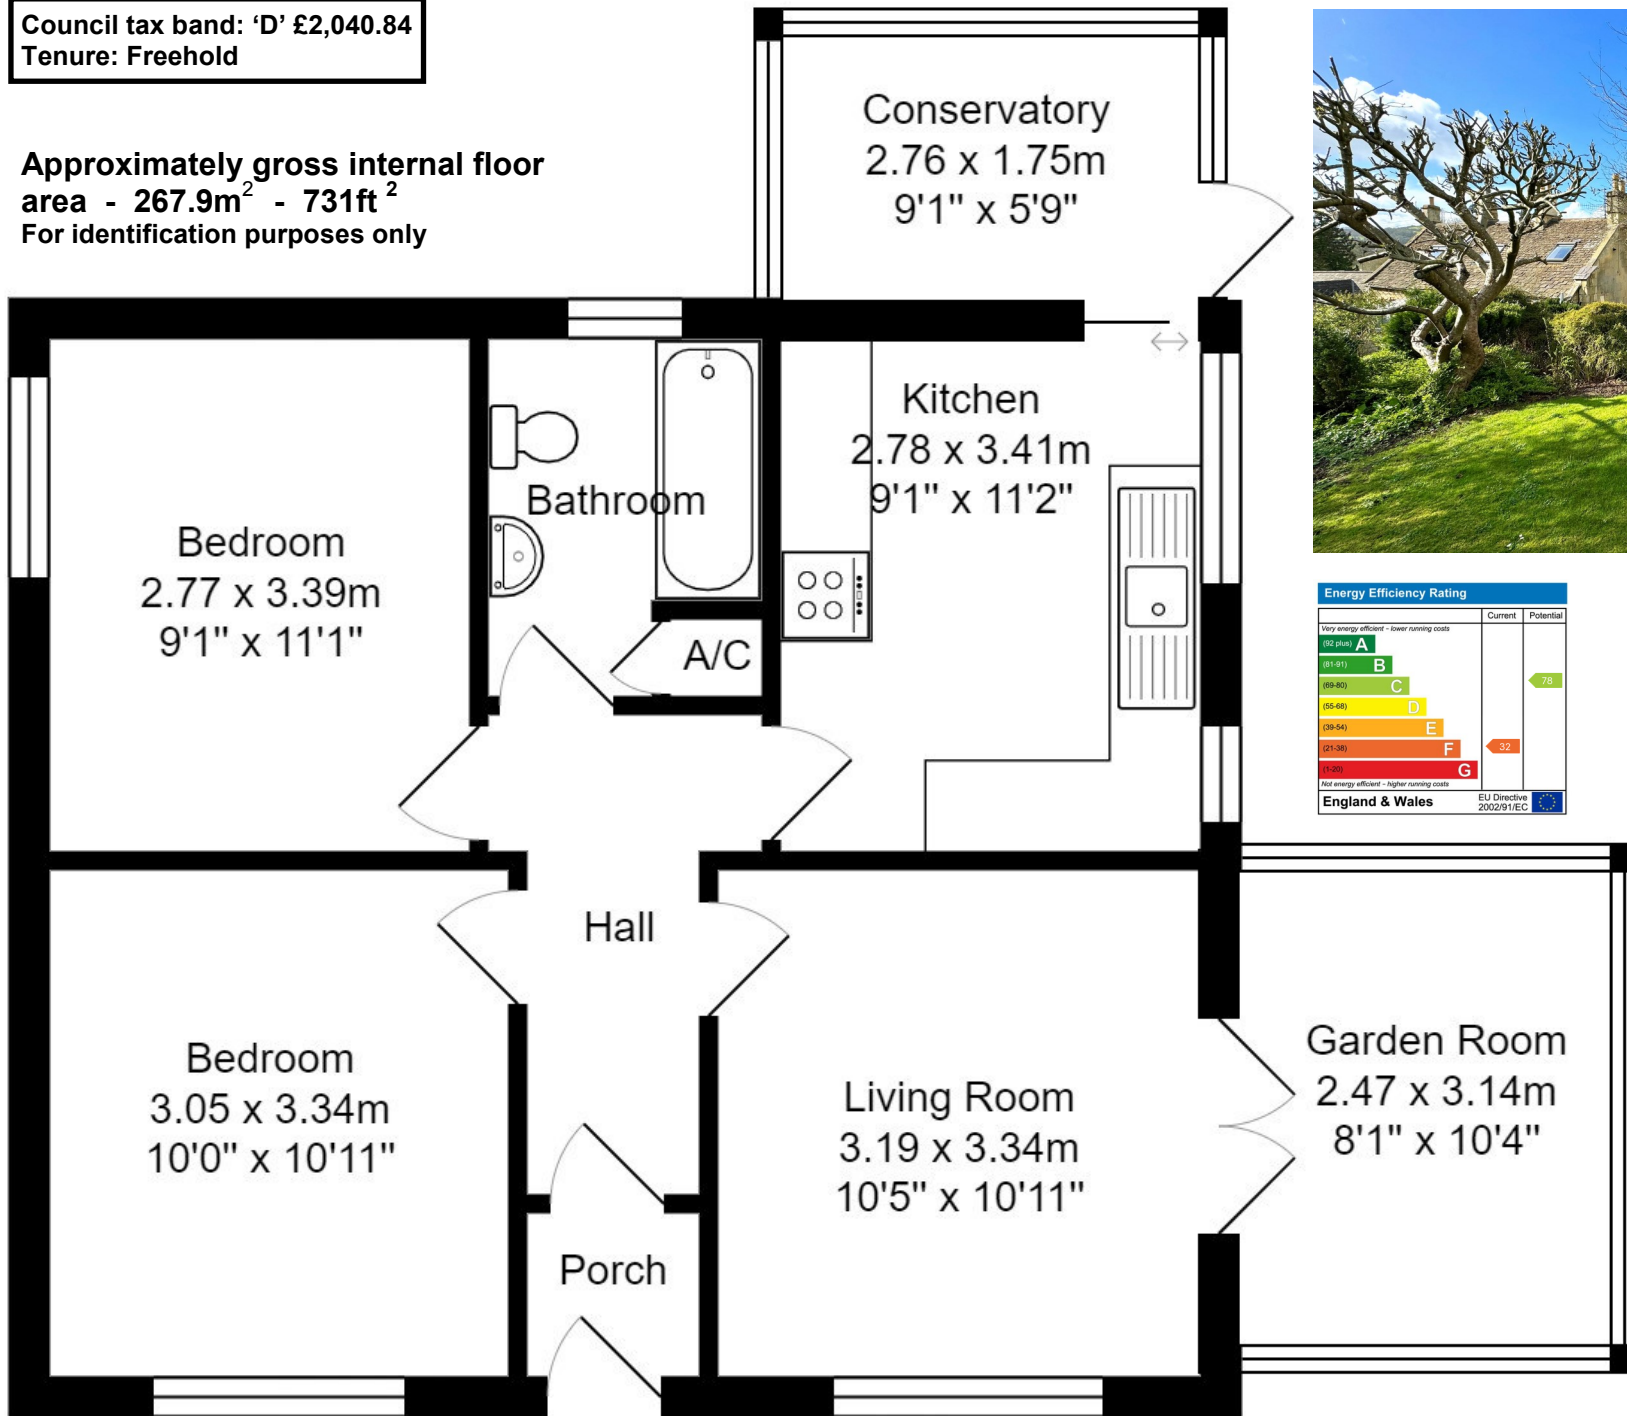 Council tax band: ‘D’ £2,040.84
Tenure: Freehold
Approximately gross internal floor
area - 267.9m² - 731ft ²
For identification purposes only
Conservatory
2.76 x 1.75m
9'1" x 5'9"
Kitchen
2.78 x 3.41m
9'1" x 11'2"
Bathroom
A/C
Bedroom
2.77 x 3.39m
9'1" x 11'1"
Hall
Bedroom
3.05 x 3.34m
10'0" x 10'11"
Living Room
3.19 x 3.34m
10'5" x 10'11"
Garden Room
2.47 x 3.14m
8'1" x 10'4"
Porch
Energy Efficiency Rating
Current Potential
Very energy efficient - lower running costs
(92 plus) A
(81-91) B
(69-80) C
78
(55-68) D
(39-54) E
(21-38) F
32
(1-20) G
Not energy efficient - higher running costs
England & Wales
EU Directive
2002/91/EC